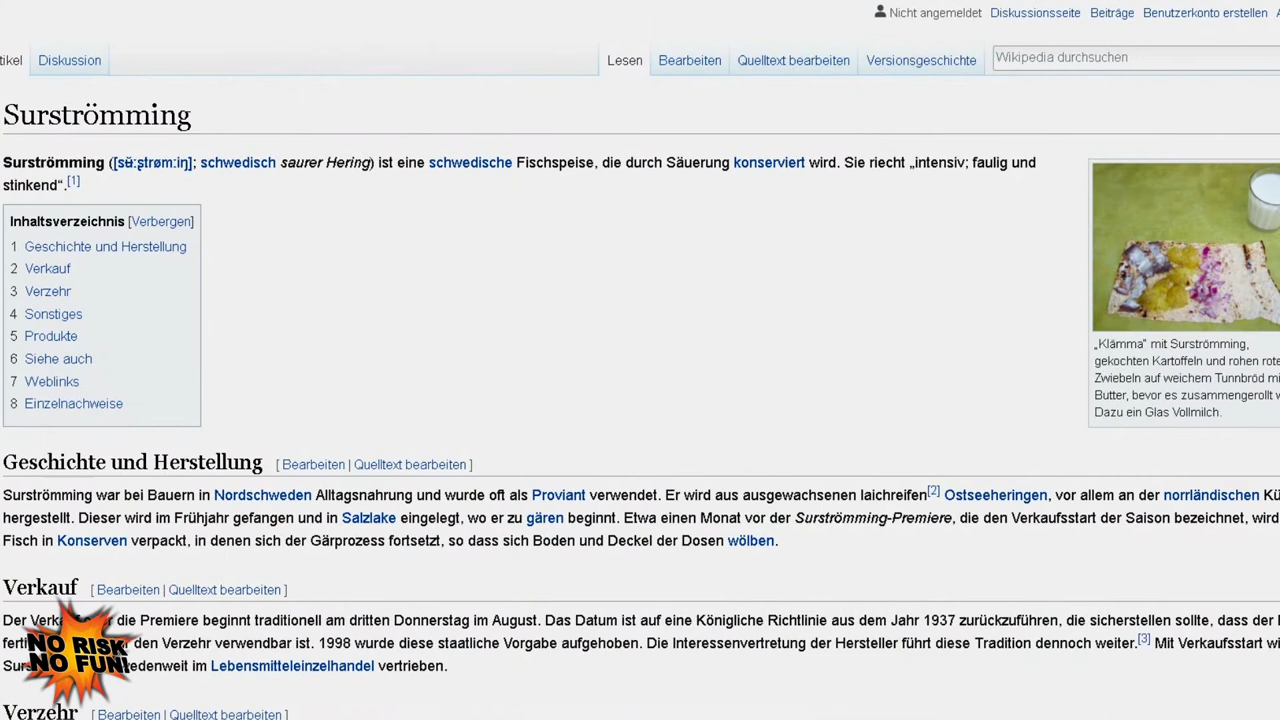 Nicht angemeldet Diskussionsseite Beiträge Benutzerkonto erstellen
tikel Diskussion Lesen Bearbeiten Quelltext bearbeiten Versionsgeschichte Wikipedia durchsuchen
Surströmming
Surströmming ([sʉ̌ːʂtrømːiŋ]; schwedisch saurer Hering) ist eine schwedische Fischspeise, die durch Säuerung konserviert wird. Sie riecht „intensiv; faulig und
stinkend“.[1]
Inhaltsverzeichnis [Verbergen]
1 Geschichte und Herstellung
2 Verkauf
3 Verzehr
4 Sonstiges
5 Produkte
6 Siehe auch
7 Weblinks
8 Einzelnachweise
„Klämma“ mit Surströmming,
gekochten Kartoffeln und rohen rote
Zwiebeln auf weichem Tunnbröd mi
Butter, bevor es zusammengerollt w
Dazu ein Glas Vollmilch.
Geschichte und Herstellung [ Bearbeiten | Quelltext bearbeiten ]
Surströmming war bei Bauern in Nordschweden Alltagsnahrung und wurde oft als Proviant verwendet. Er wird aus ausgewachsenen laichreifen[2] Ostseeheringen, vor allem an der norrländischen Kü
hergestellt. Dieser wird im Frühjahr gefangen und in Salzlake eingelegt, wo er zu gären beginnt. Etwa einen Monat vor der Surströmming-Premiere, die den Verkaufsstart der Saison bezeichnet, wird
Fisch in Konserven verpackt, in denen sich der Gärprozess fortsetzt, so dass sich Boden und Deckel der Dosen wölben.
Verkauf [ Bearbeiten | Quelltext bearbeiten ]
Der Verk die Premiere beginnt traditionell am dritten Donnerstag im August. Das Datum ist auf eine Königliche Richtlinie aus dem Jahr 1937 zurückzuführen, die sicherstellen sollte, dass der
ferti den Verzehr verwendbar ist. 1998 wurde diese staatliche Vorgabe aufgehoben. Die Interessenvertretung der Hersteller führt diese Tradition dennoch weiter.[3] Mit Verkaufsstart wi
Surs wedenweit im Lebensmitteleinzelhandel vertrieben.
NO RISK
NO FUN!
Verzehr [ Bearbeiten | Quelltext bearbeiten ]